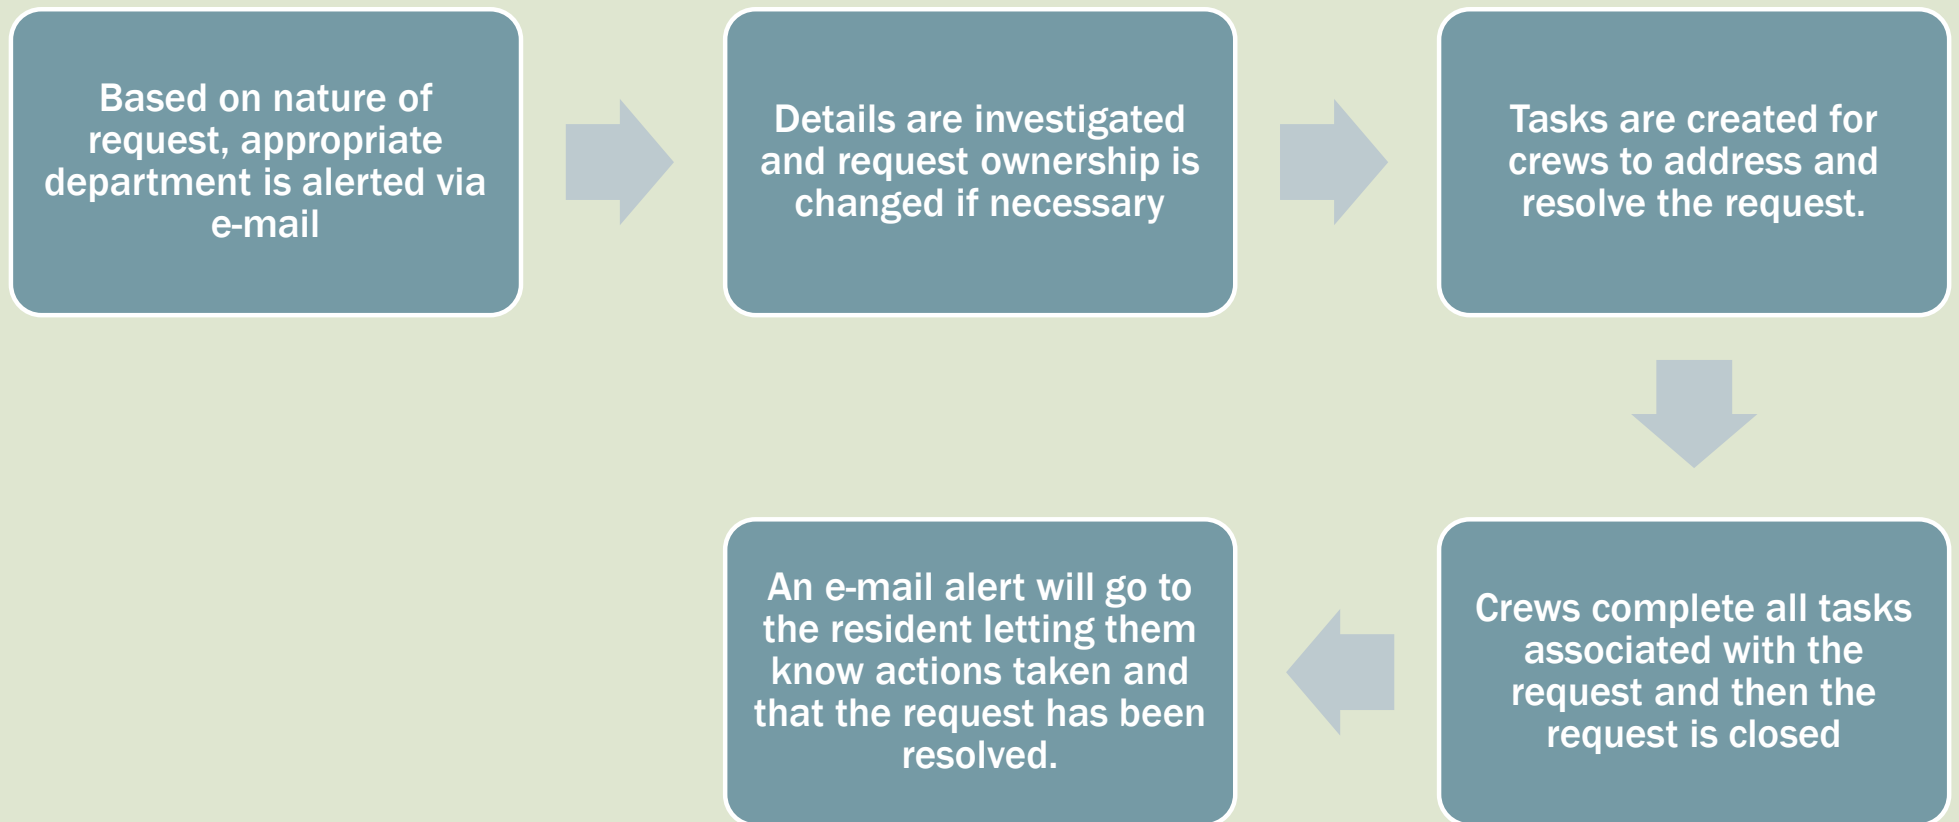 Based on nature of
request, appropriate
department is alerted via
e-mail
Details are investigated
and request ownership is
changed if necessary
Tasks are created for
crews to address and
resolve the request.
Crews complete all tasks
associated with the
request and then the
request is closed
An e-mail alert will go to
the resident letting them
know actions taken and
that the request has been
resolved.